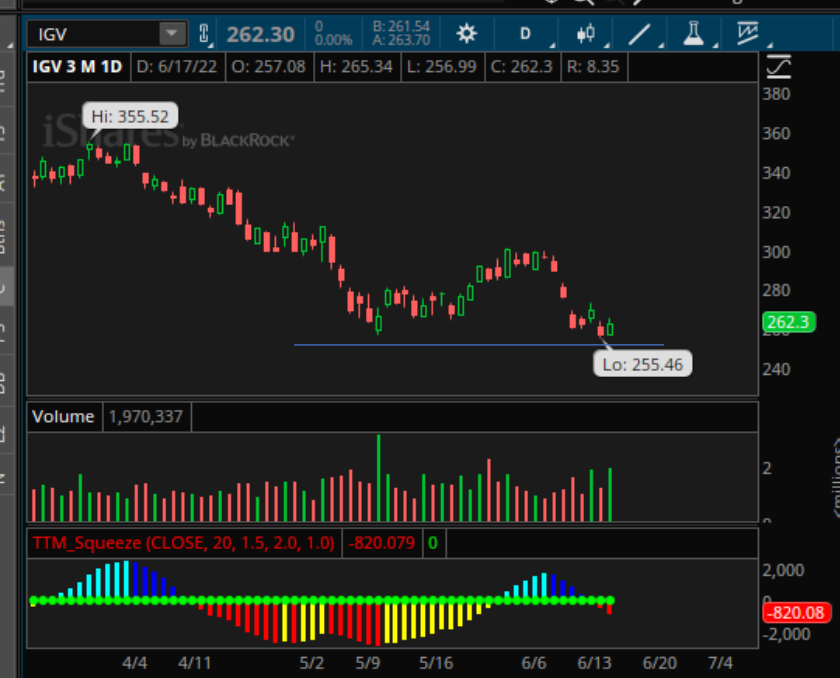 IGV
262.30
0
0.00%
B: 261.54
A: 263.70
D
IGV 3 M 1D
D: 6/17/22
O: 257.08
H: 265.34
L: 256.99
C: 262.3
R: 8.35
iShares by BLACKROCK
Hi: 355.52
380
360
340
320
300
280
262.3
240
Lo: 255.46
Volume
1,970,337
2
0
<millions>
TTM_Squeeze (CLOSE, 20, 1.5, 2.0, 1.0)
-820.079
0
2,000
0
-820.08
-2,000
4/4
4/11
5/2
5/9
5/16
6/6
6/13
6/20
7/4